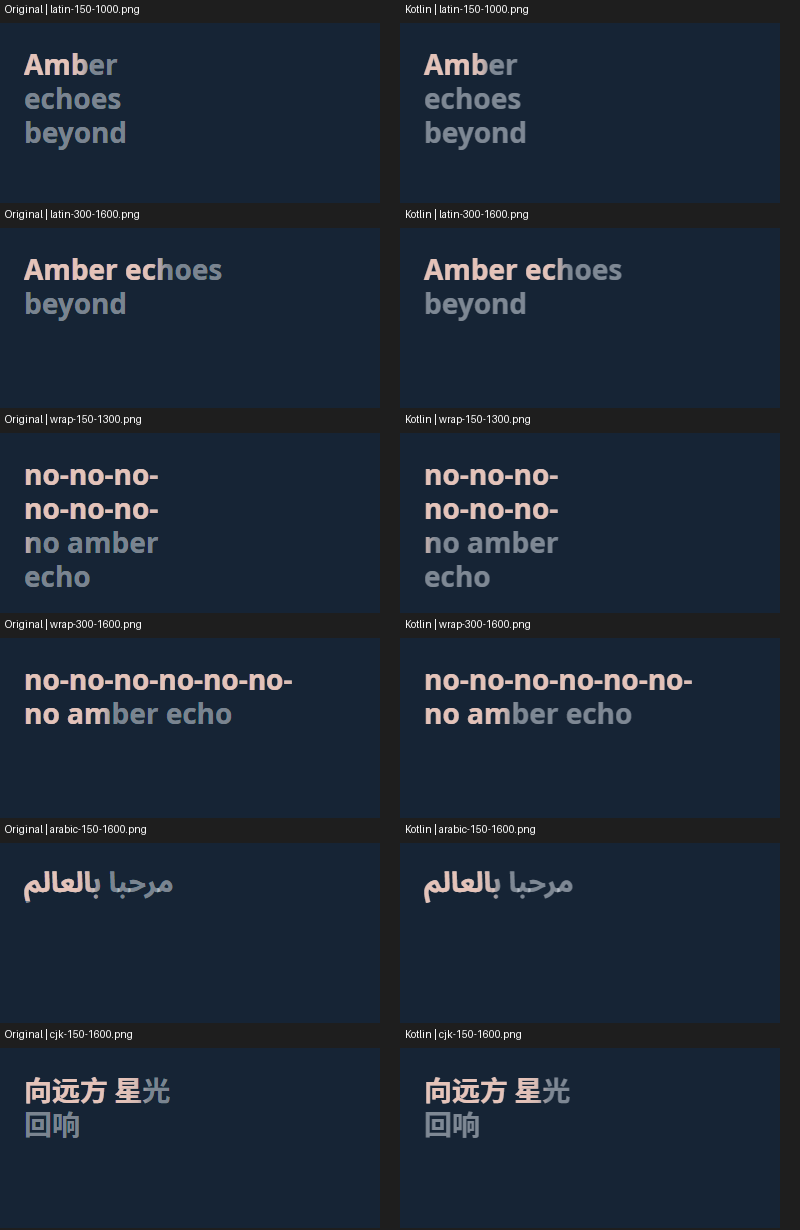 Original | latin-150-1000.png
Kotlin | latin-150-1000.png
Amber
echoes
beyond
Amber
echoes
beyond
Original | latin-300-1600.png
Kotlin | latin-300-1600.png
Amber echoes
beyond
Amber echoes
beyond
Original | wrap-150-1300.png
Kotlin | wrap-150-1300.png
no-no-no-
no-no-no-
no amber
echo
no-no-no-
no-no-no-
no amber
echo
Original | wrap-300-1600.png
Kotlin | wrap-300-1600.png
no-no-no-no-no-no-
no amber echo
no-no-no-no-no-no-
no amber echo
Original | arabic-150-1600.png
Kotlin | arabic-150-1600.png
مرحبا بالعالم
مرحبا بالعالم
Original | cjk-150-1600.png
Kotlin | cjk-150-1600.png
向远方 星光
回响
向远方 星光
回响